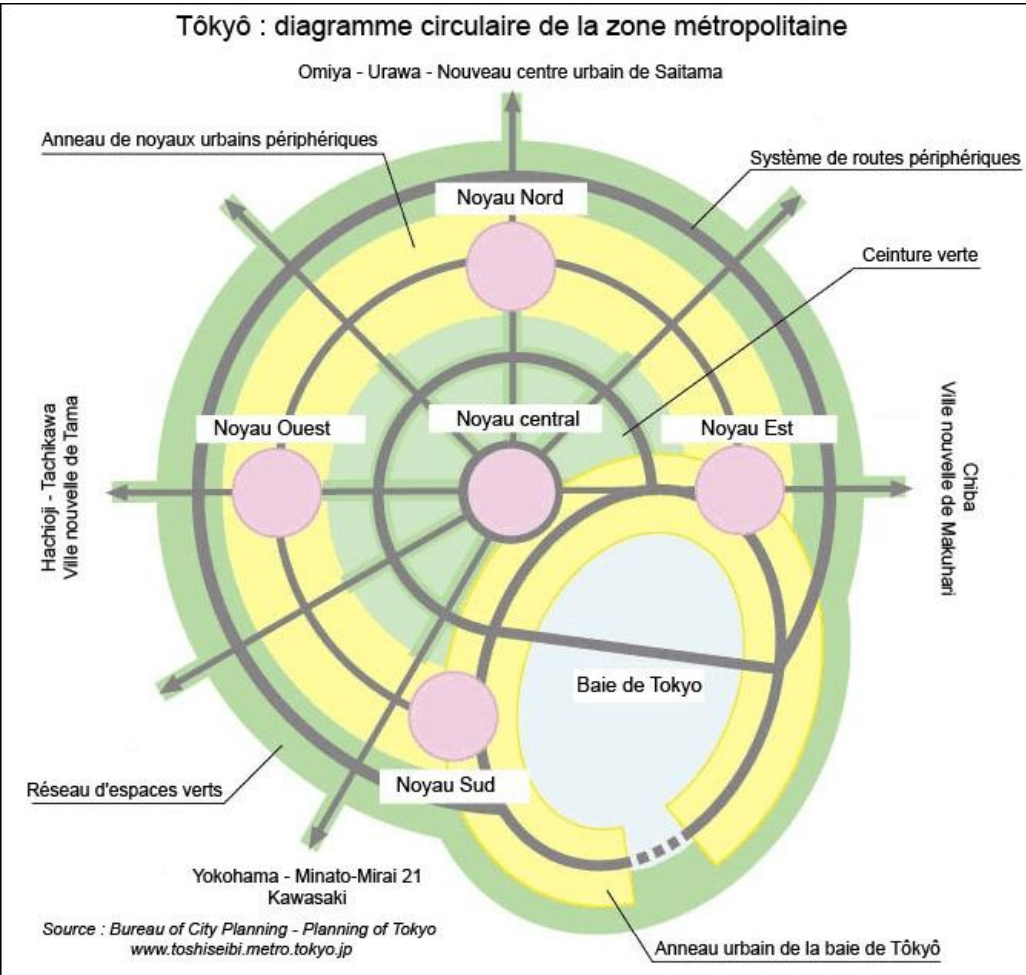 Tôkyô : diagramme circulaire de la zone métropolitaine
Omiya - Urawa - Nouveau centre urbain de Saitama
Anneau de noyaux urbains périphériques
Système de routes périphériques
Noyau Nord
Ceinture verte
Noyau Ouest
Noyau central
Noyau Est
Hachioji - Tachikawa
Ville nouvelle de Tama
Chiba
Ville nouvelle de Makuhari
Baie de Tokyo
Noyau Sud
Réseau d'espaces verts
Yokohama - Minato-Mirai 21
Kawasaki
Source : Bureau of City Planning - Planning of Tokyo
www.toshiseibi.metro.tokyo.jp
Anneau urbain de la baie de Tôkyô